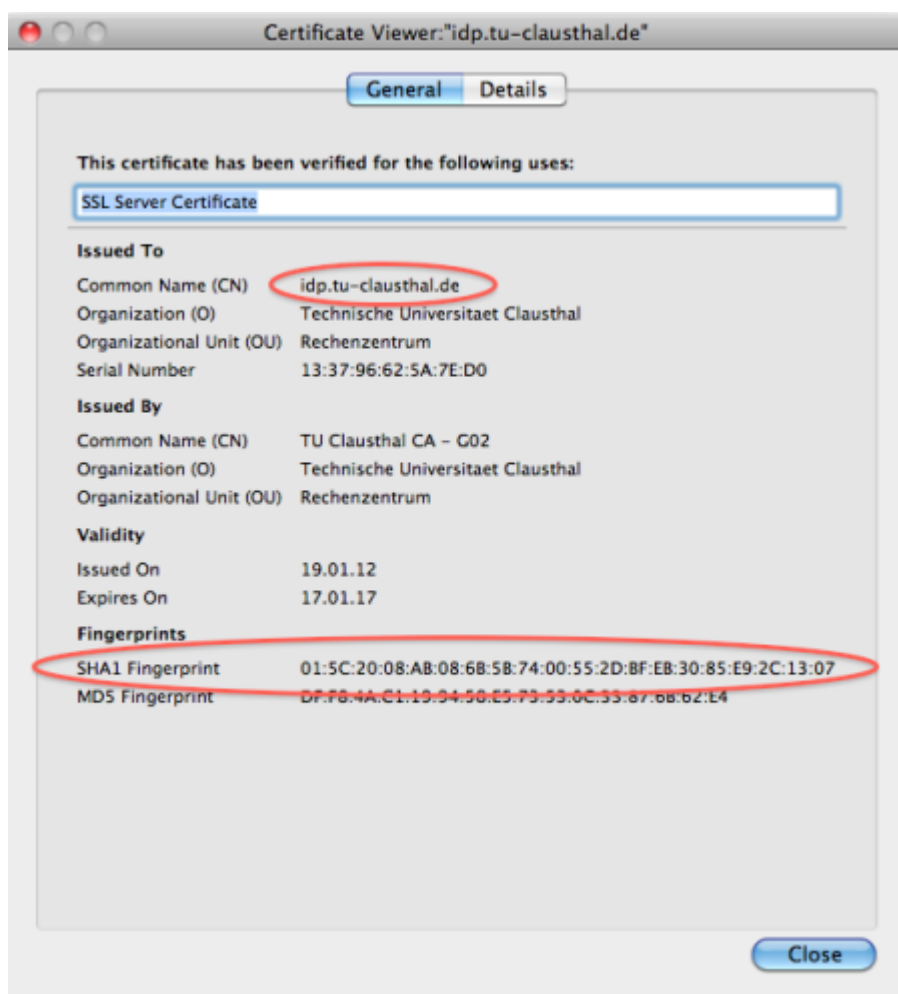 Certificate Viewer:"idp.tu-clausthal.de"
General Details
This certificate has been verified for the following uses:
SSL Server Certificate
Issued To
Common Name (CN) idp.tu-clausthal.de
Organization (O) Technische Universitaet Clausthal
Organizational Unit (OU) Rechenzentrum
Serial Number 13:37:96:62:5A:7E:D0
Issued By
Common Name (CN) TU Clausthal CA - G02
Organization (O) Technische Universitaet Clausthal
Organizational Unit (OU) Rechenzentrum
Validity
Issued On 19.01.12
Expires On 17.01.17
Fingerprints
SHA1 Fingerprint 01:5C:20:08:AB:08:6B:5B:74:00:55:2D:BF:EB:30:85:E9:2C:13:07
MD5 Fingerprint
Close